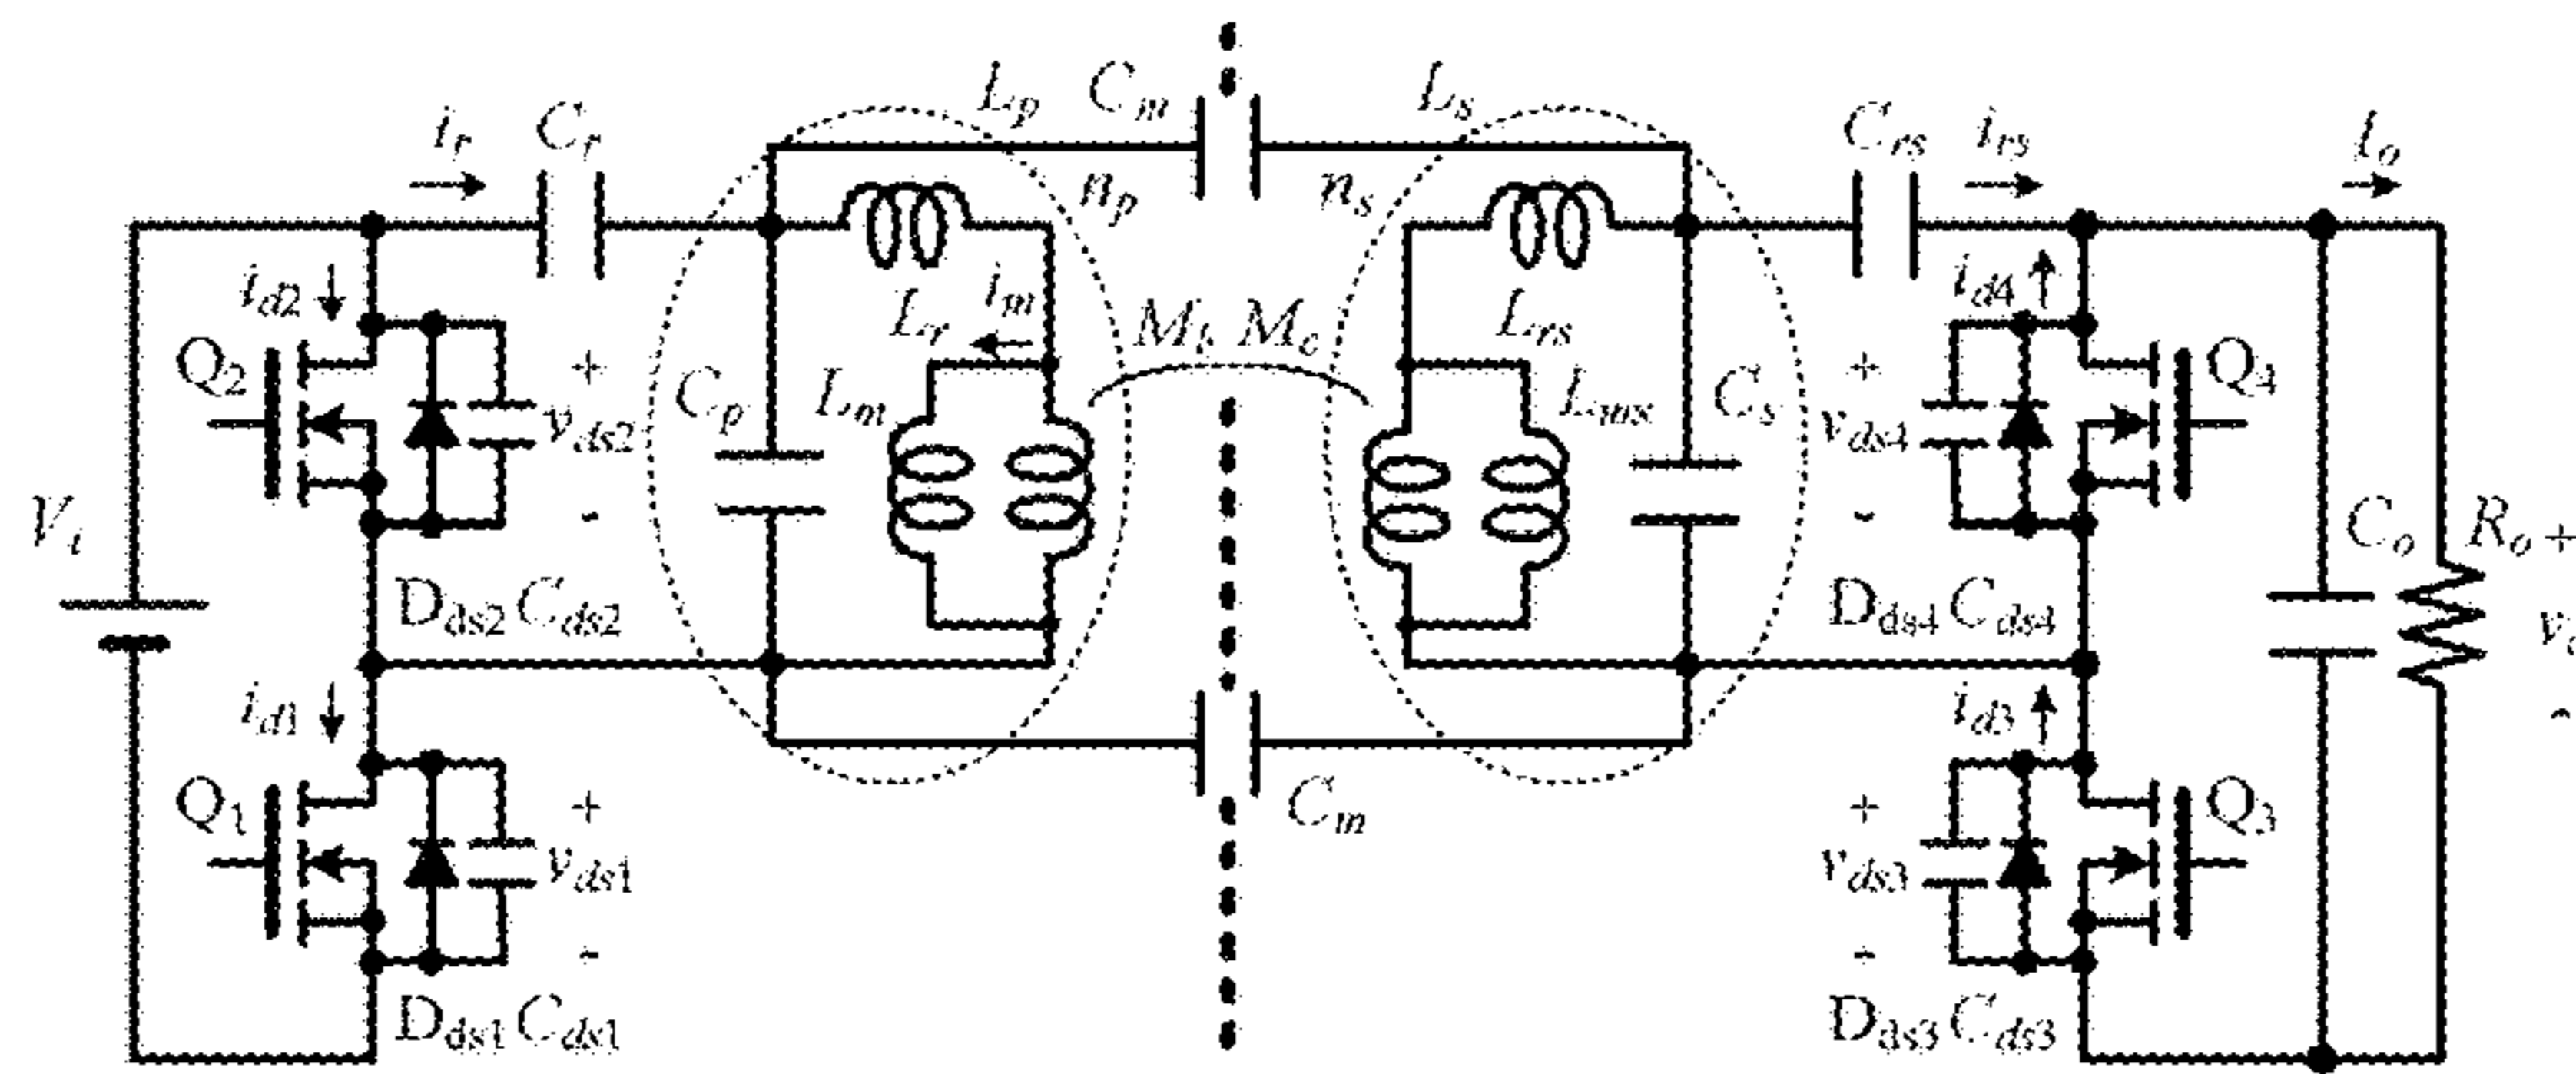 L_p C_m L_s
i_r C_r C_rs i_rs I_o
n_p n_s
i_d2 L_r i_m M_i M_c L_rs i_d4
Q_2 + C_p L_m L_ms C_s + Q_4
v_ds2 v_ds4
V_i - - C_o R_o +
D_ds2 C_ds2 D_ds4 C_ds4
i_d1 i_d3 -
Q_1 + C_m + Q_3
v_ds1 v_ds3
- -
D_ds1 C_ds1 D_ds3 C_ds3